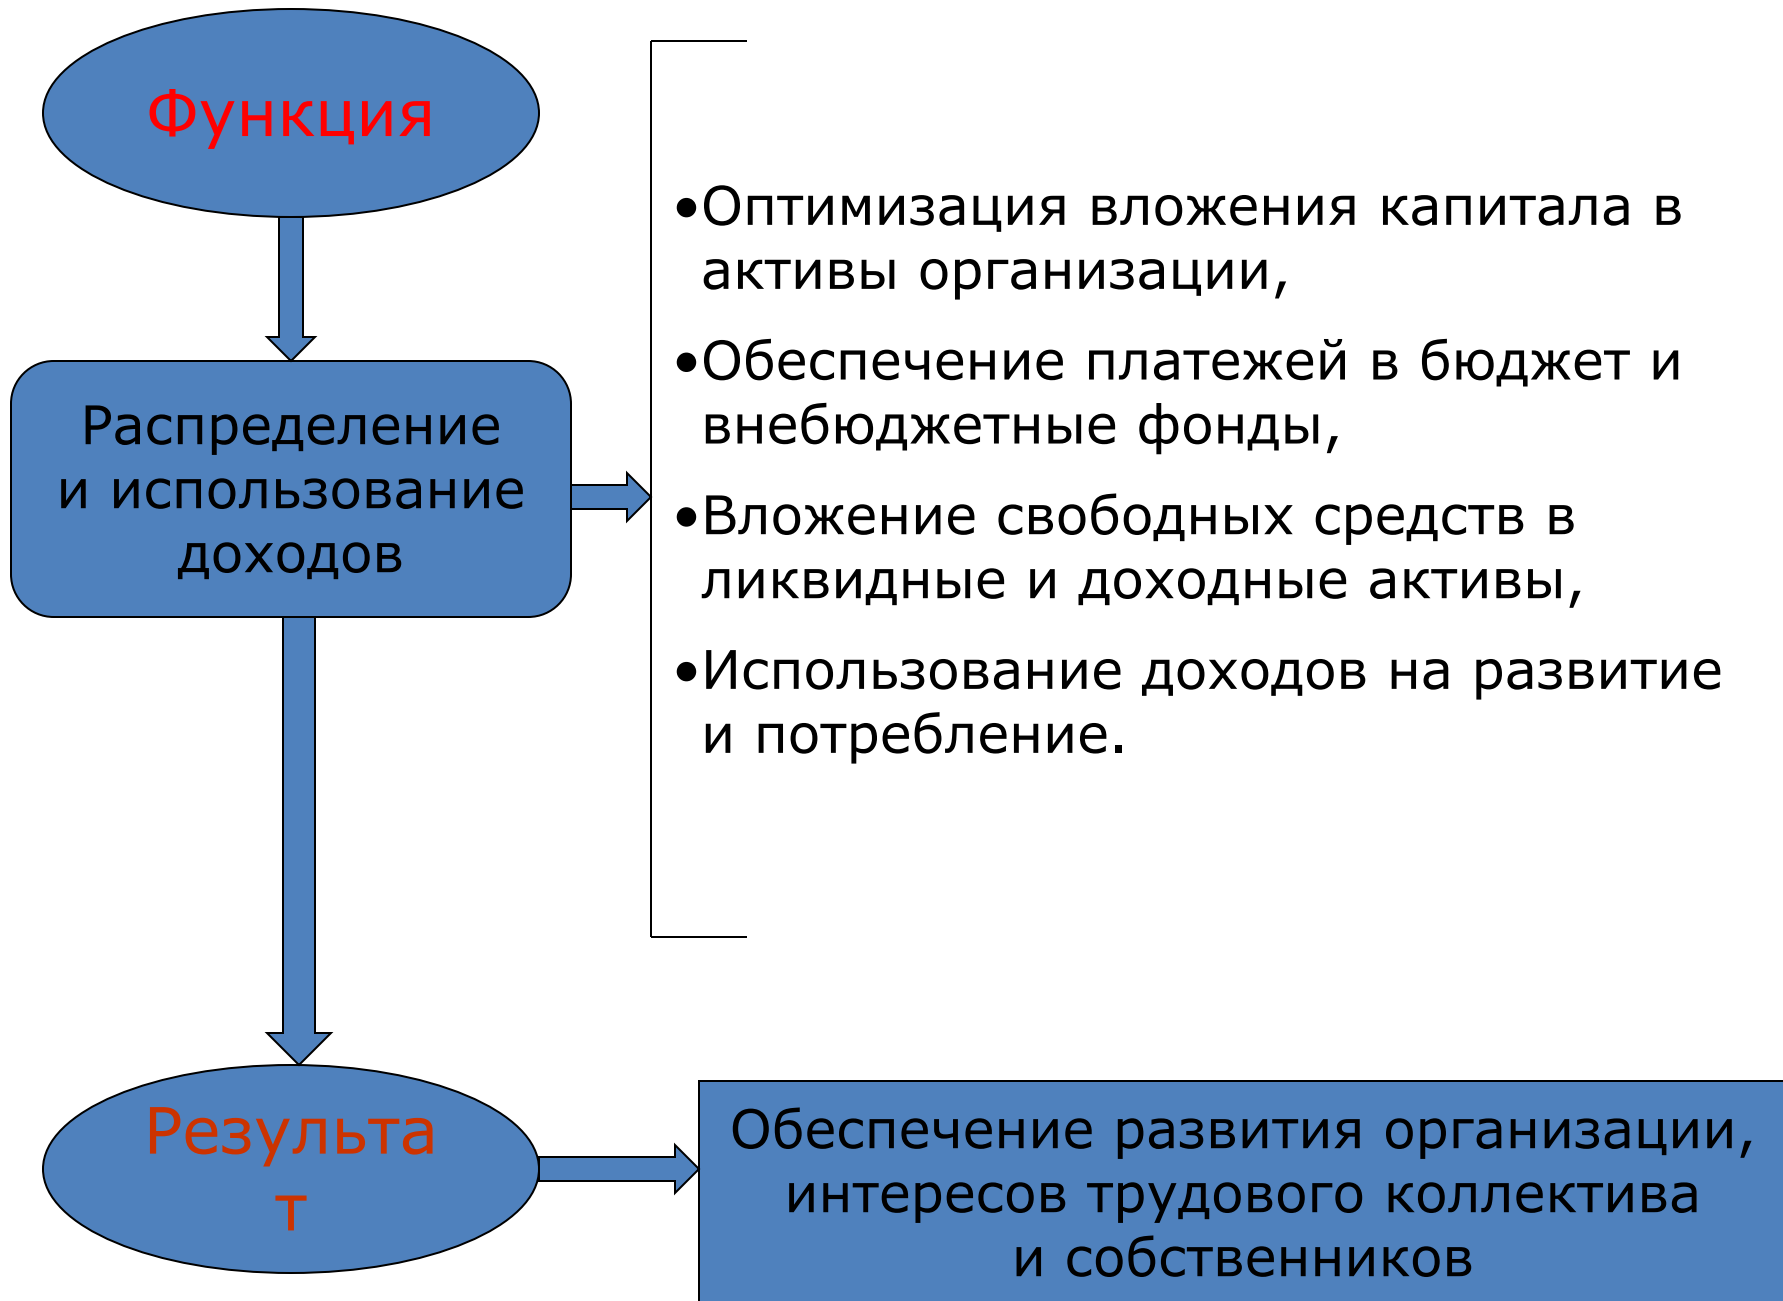 Функция
Распределение
и использование
доходов
•Оптимизация вложения капитала в
активы организации,
•Обеспечение платежей в бюджет и
внебюджетные фонды,
•Вложение свободных средств в
ликвидные и доходные активы,
•Использование доходов на развитие
и потребление.
Результа
т
Обеспечение развития организации,
интересов трудового коллектива
и собственников